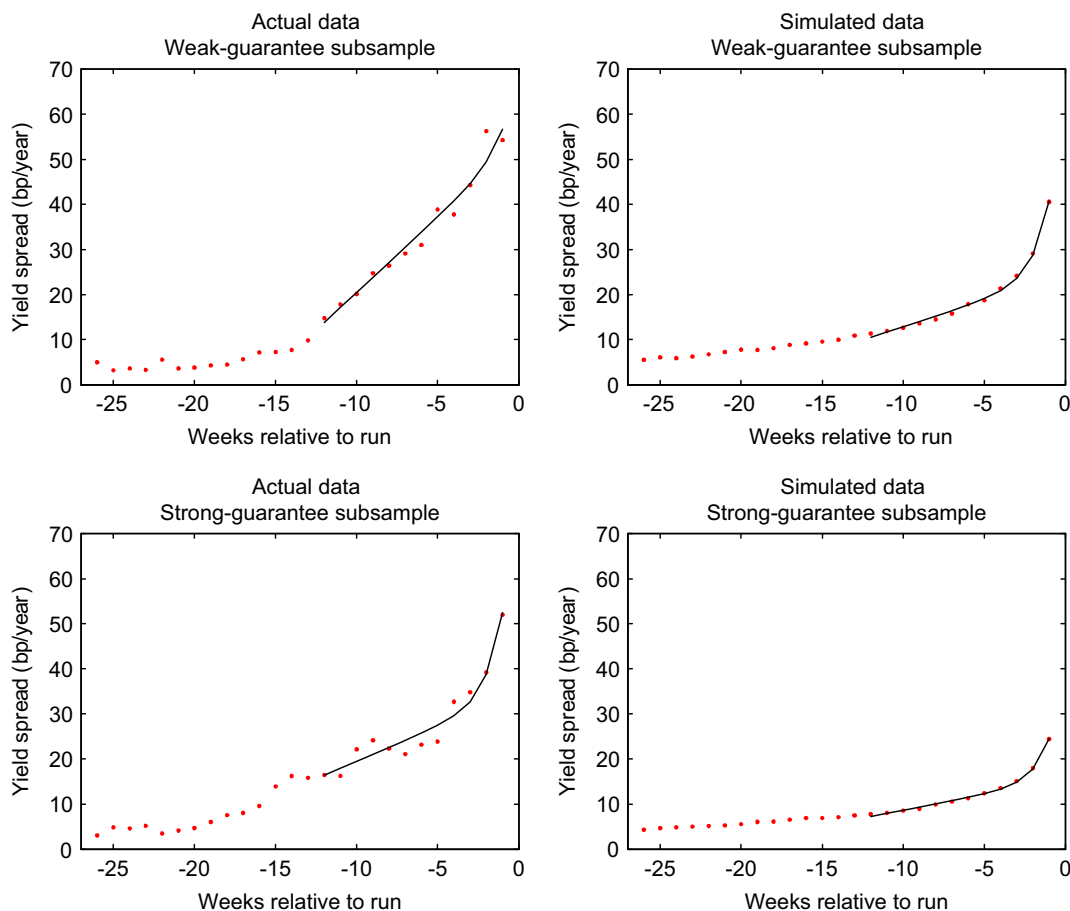 Actual data
Weak-guarantee subsample
70
60
50
40
30
20
10
0
Yield spread (bp/year)
-25 -20 -15 -10 -5 0
Weeks relative to run
Simulated data
Weak-guarantee subsample
70
60
50
40
30
20
10
0
Yield spread (bp/year)
-25 -20 -15 -10 -5 0
Weeks relative to run
Actual data
Strong-guarantee subsample
70
60
50
40
30
20
10
0
Yield spread (bp/year)
-25 -20 -15 -10 -5 0
Weeks relative to run
Simulated data
Strong-guarantee subsample
70
60
50
40
30
20
10
0
Yield spread (bp/year)
-25 -20 -15 -10 -5 0
Weeks relative to run